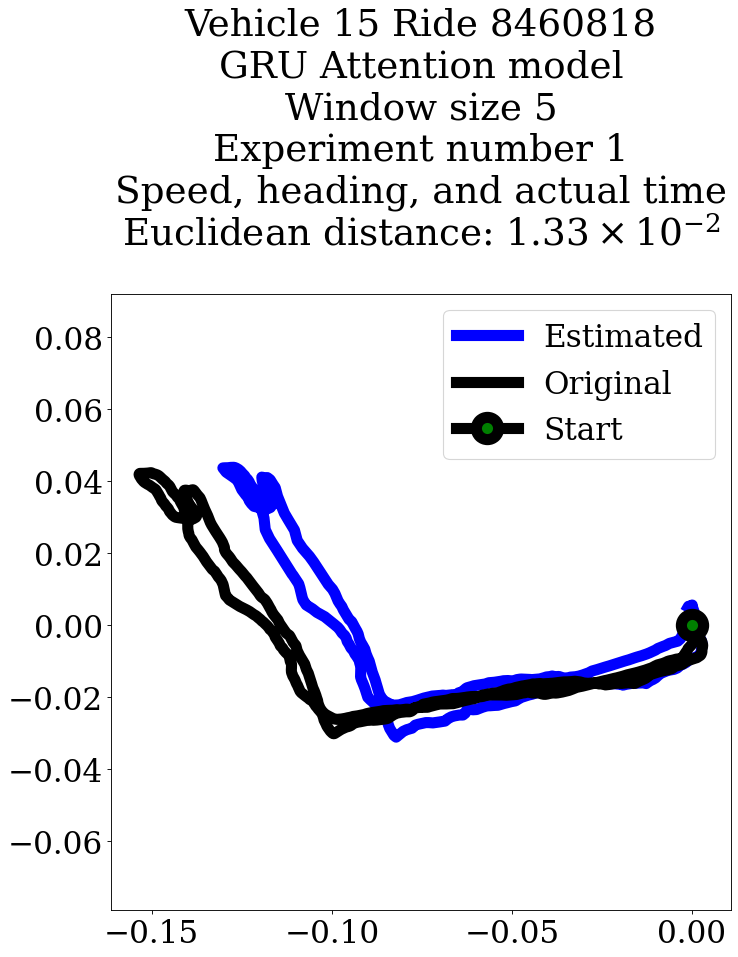 Vehicle 15 Ride 8460818
GRU Attention model
Window size 5
Experiment number 1
Speed, heading, and actual time
Euclidean distance: 1.33 × 10⁻²
Estimated
Original
Start
0.08
0.06
0.04
0.02
0.00
−0.02
−0.04
−0.06
−0.15 −0.10 −0.05 0.00